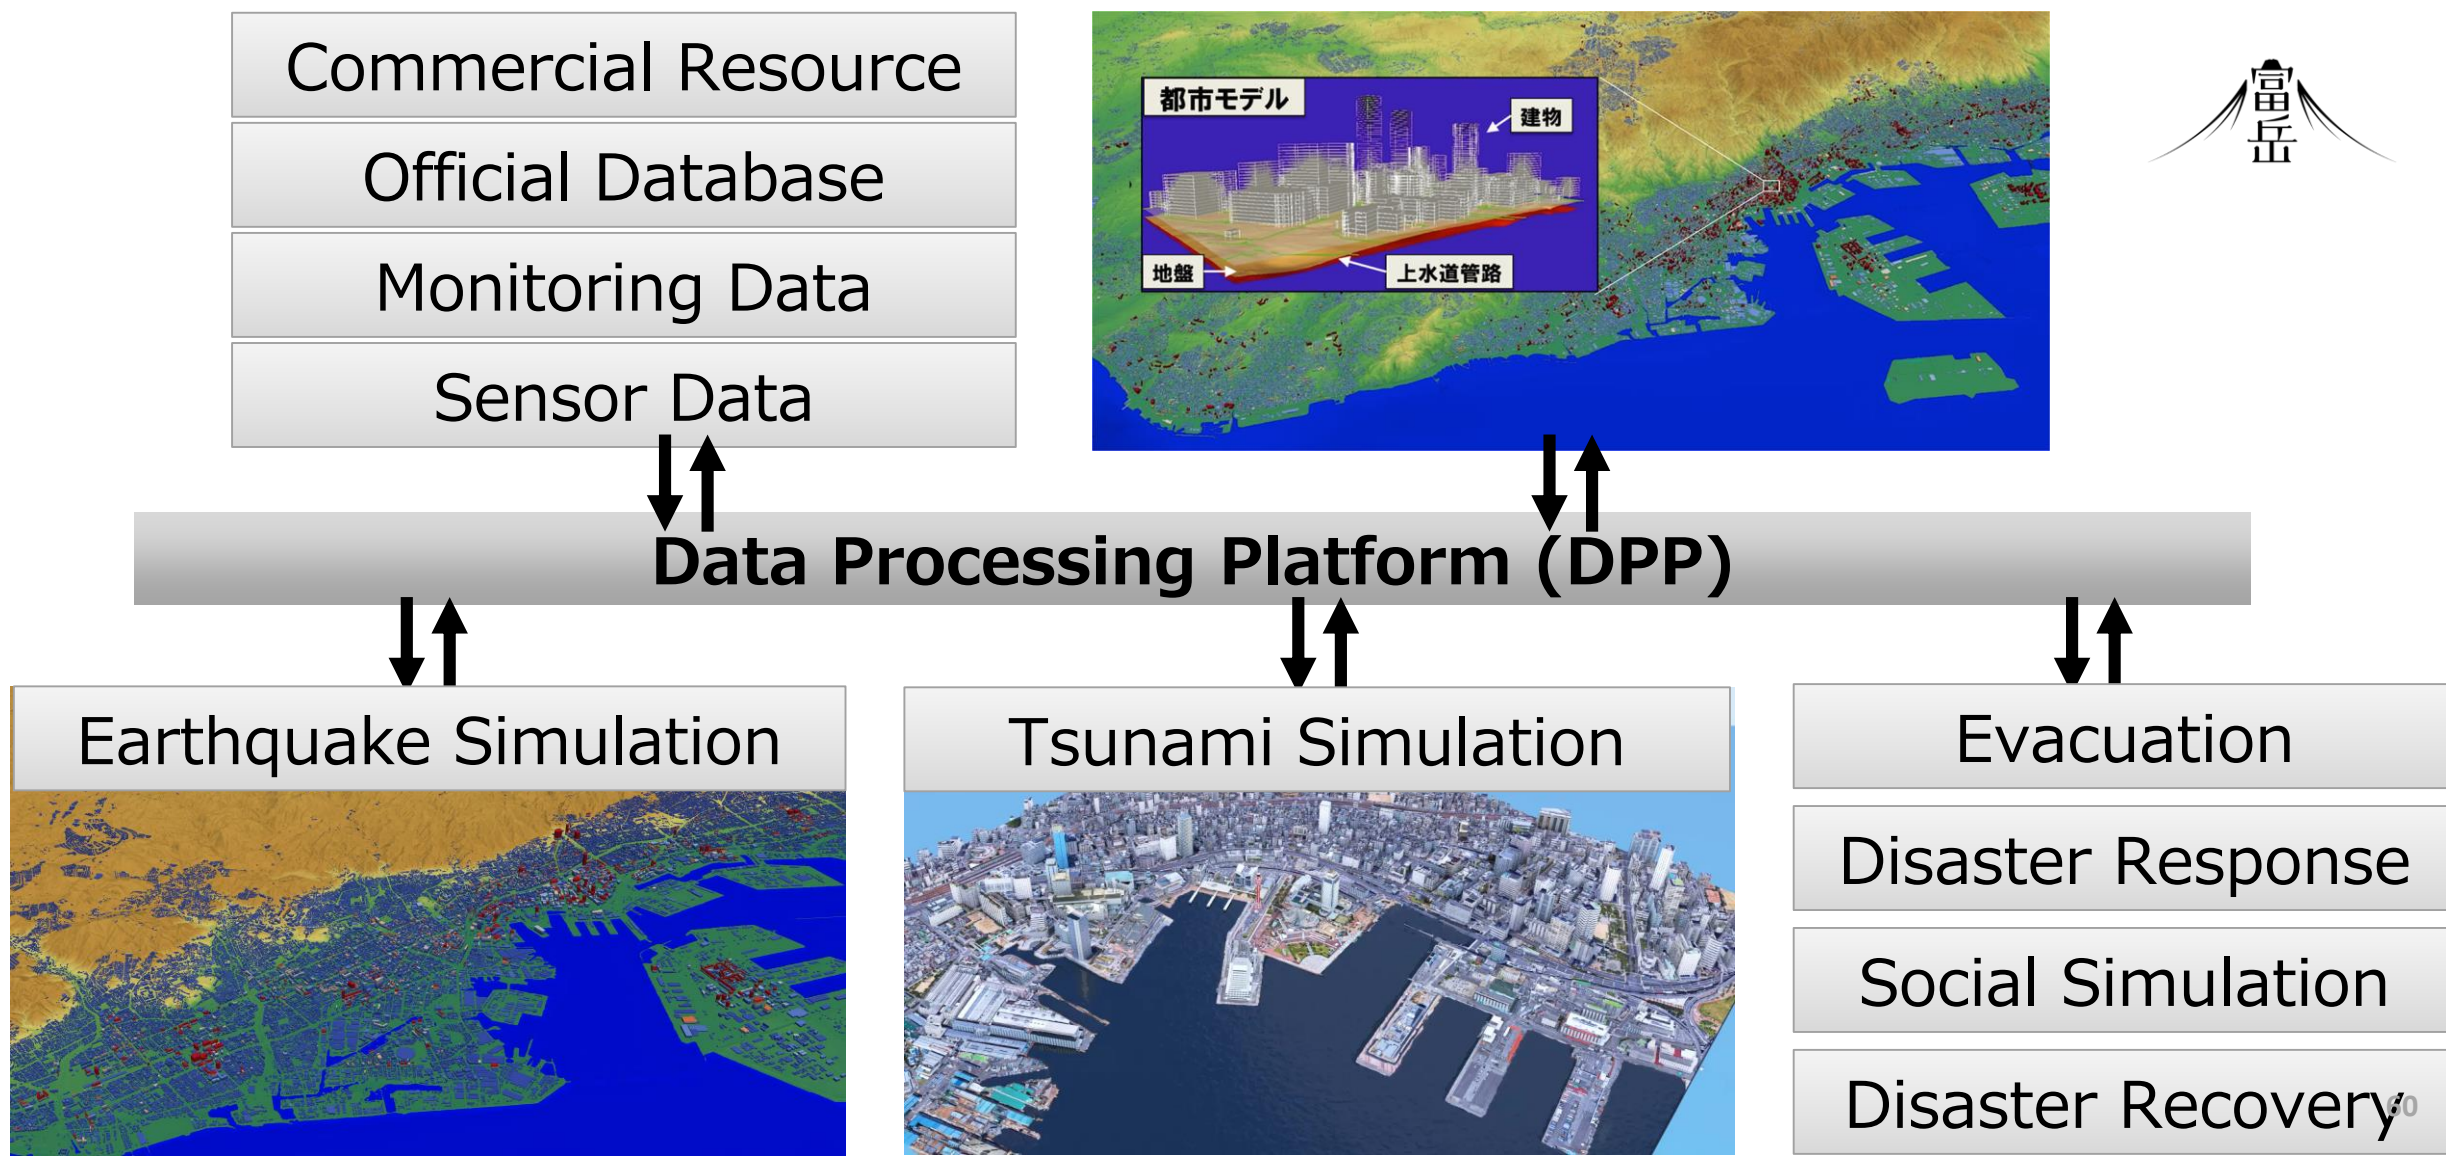 Commercial Resource
Official Database
Monitoring Data
Sensor Data
都市モデル
建物
地盤
上水道管路
富岳
Data Processing Platform (DPP)
Earthquake Simulation
Tsunami Simulation
Evacuation
Disaster Response
Social Simulation
Disaster Recovery
60